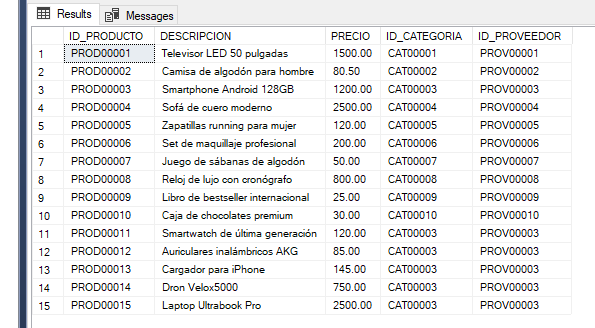 Results Messages
ID_PRODUCTO DESCRIPCION PRECIO ID_CATEGORIA ID_PROVEEDOR
1 PROD00001 Televisor LED 50 pulgadas 1500.00 CAT00001 PROV00001
2 PROD00002 Camisa de algodón para hombre 80.50 CAT00002 PROV00002
3 PROD00003 Smartphone Android 128GB 1200.00 CAT00003 PROV00003
4 PROD00004 Sofá de cuero moderno 2500.00 CAT00004 PROV00004
5 PROD00005 Zapatillas running para mujer 120.00 CAT00005 PROV00005
6 PROD00006 Set de maquillaje profesional 200.00 CAT00006 PROV00006
7 PROD00007 Juego de sábanas de algodón 50.00 CAT00007 PROV00007
8 PROD00008 Reloj de lujo con cronógrafo 800.00 CAT00008 PROV00008
9 PROD00009 Libro de bestseller internacional 25.00 CAT00009 PROV00009
10 PROD00010 Caja de chocolates premium 30.00 CAT00010 PROV00010
11 PROD00011 Smartwatch de última generación 120.00 CAT00003 PROV00003
12 PROD00012 Auriculares inalámbricos AKG 85.00 CAT00003 PROV00003
13 PROD00013 Cargador para iPhone 145.00 CAT00003 PROV00003
14 PROD00014 Dron Velox5000 750.00 CAT00003 PROV00003
15 PROD00015 Laptop Ultrabook Pro 2500.00 CAT00003 PROV00003